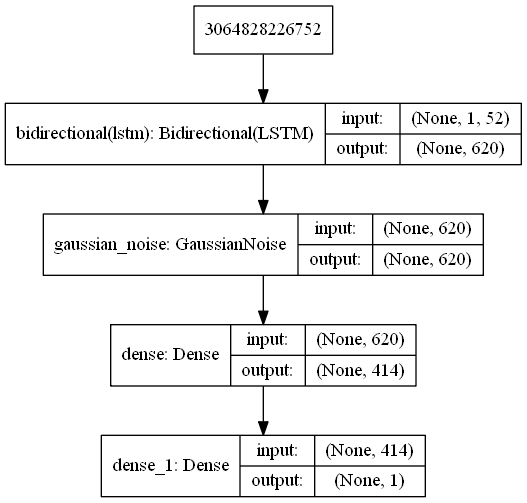 3064828226752
bidirectional(lstm): Bidirectional(LSTM)
input: (None, 1, 52)
output: (None, 620)
gaussian_noise: GaussianNoise
input: (None, 620)
output: (None, 620)
dense: Dense
input: (None, 620)
output: (None, 414)
dense_1: Dense
input: (None, 414)
output: (None, 1)